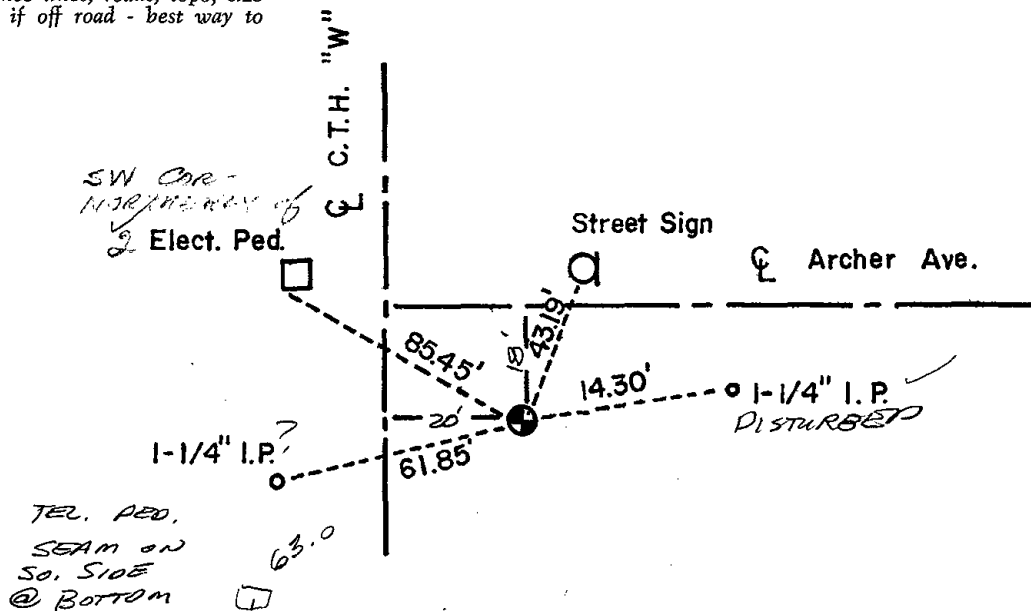 if off road - best way to
C.T.H. "W"
℄
SW COR -
NORTHERLY of
2 Elect. Ped.
Street Sign
℄ Archer Ave.
85.45'
18'
43.19'
14.30'
1-1/4" I.P.
DISTURBED
20'
1-1/4" I.P. ?
61.85'
TEL. PED.
SEAM ON
SO. SIDE
@ BOTTOM
63.0